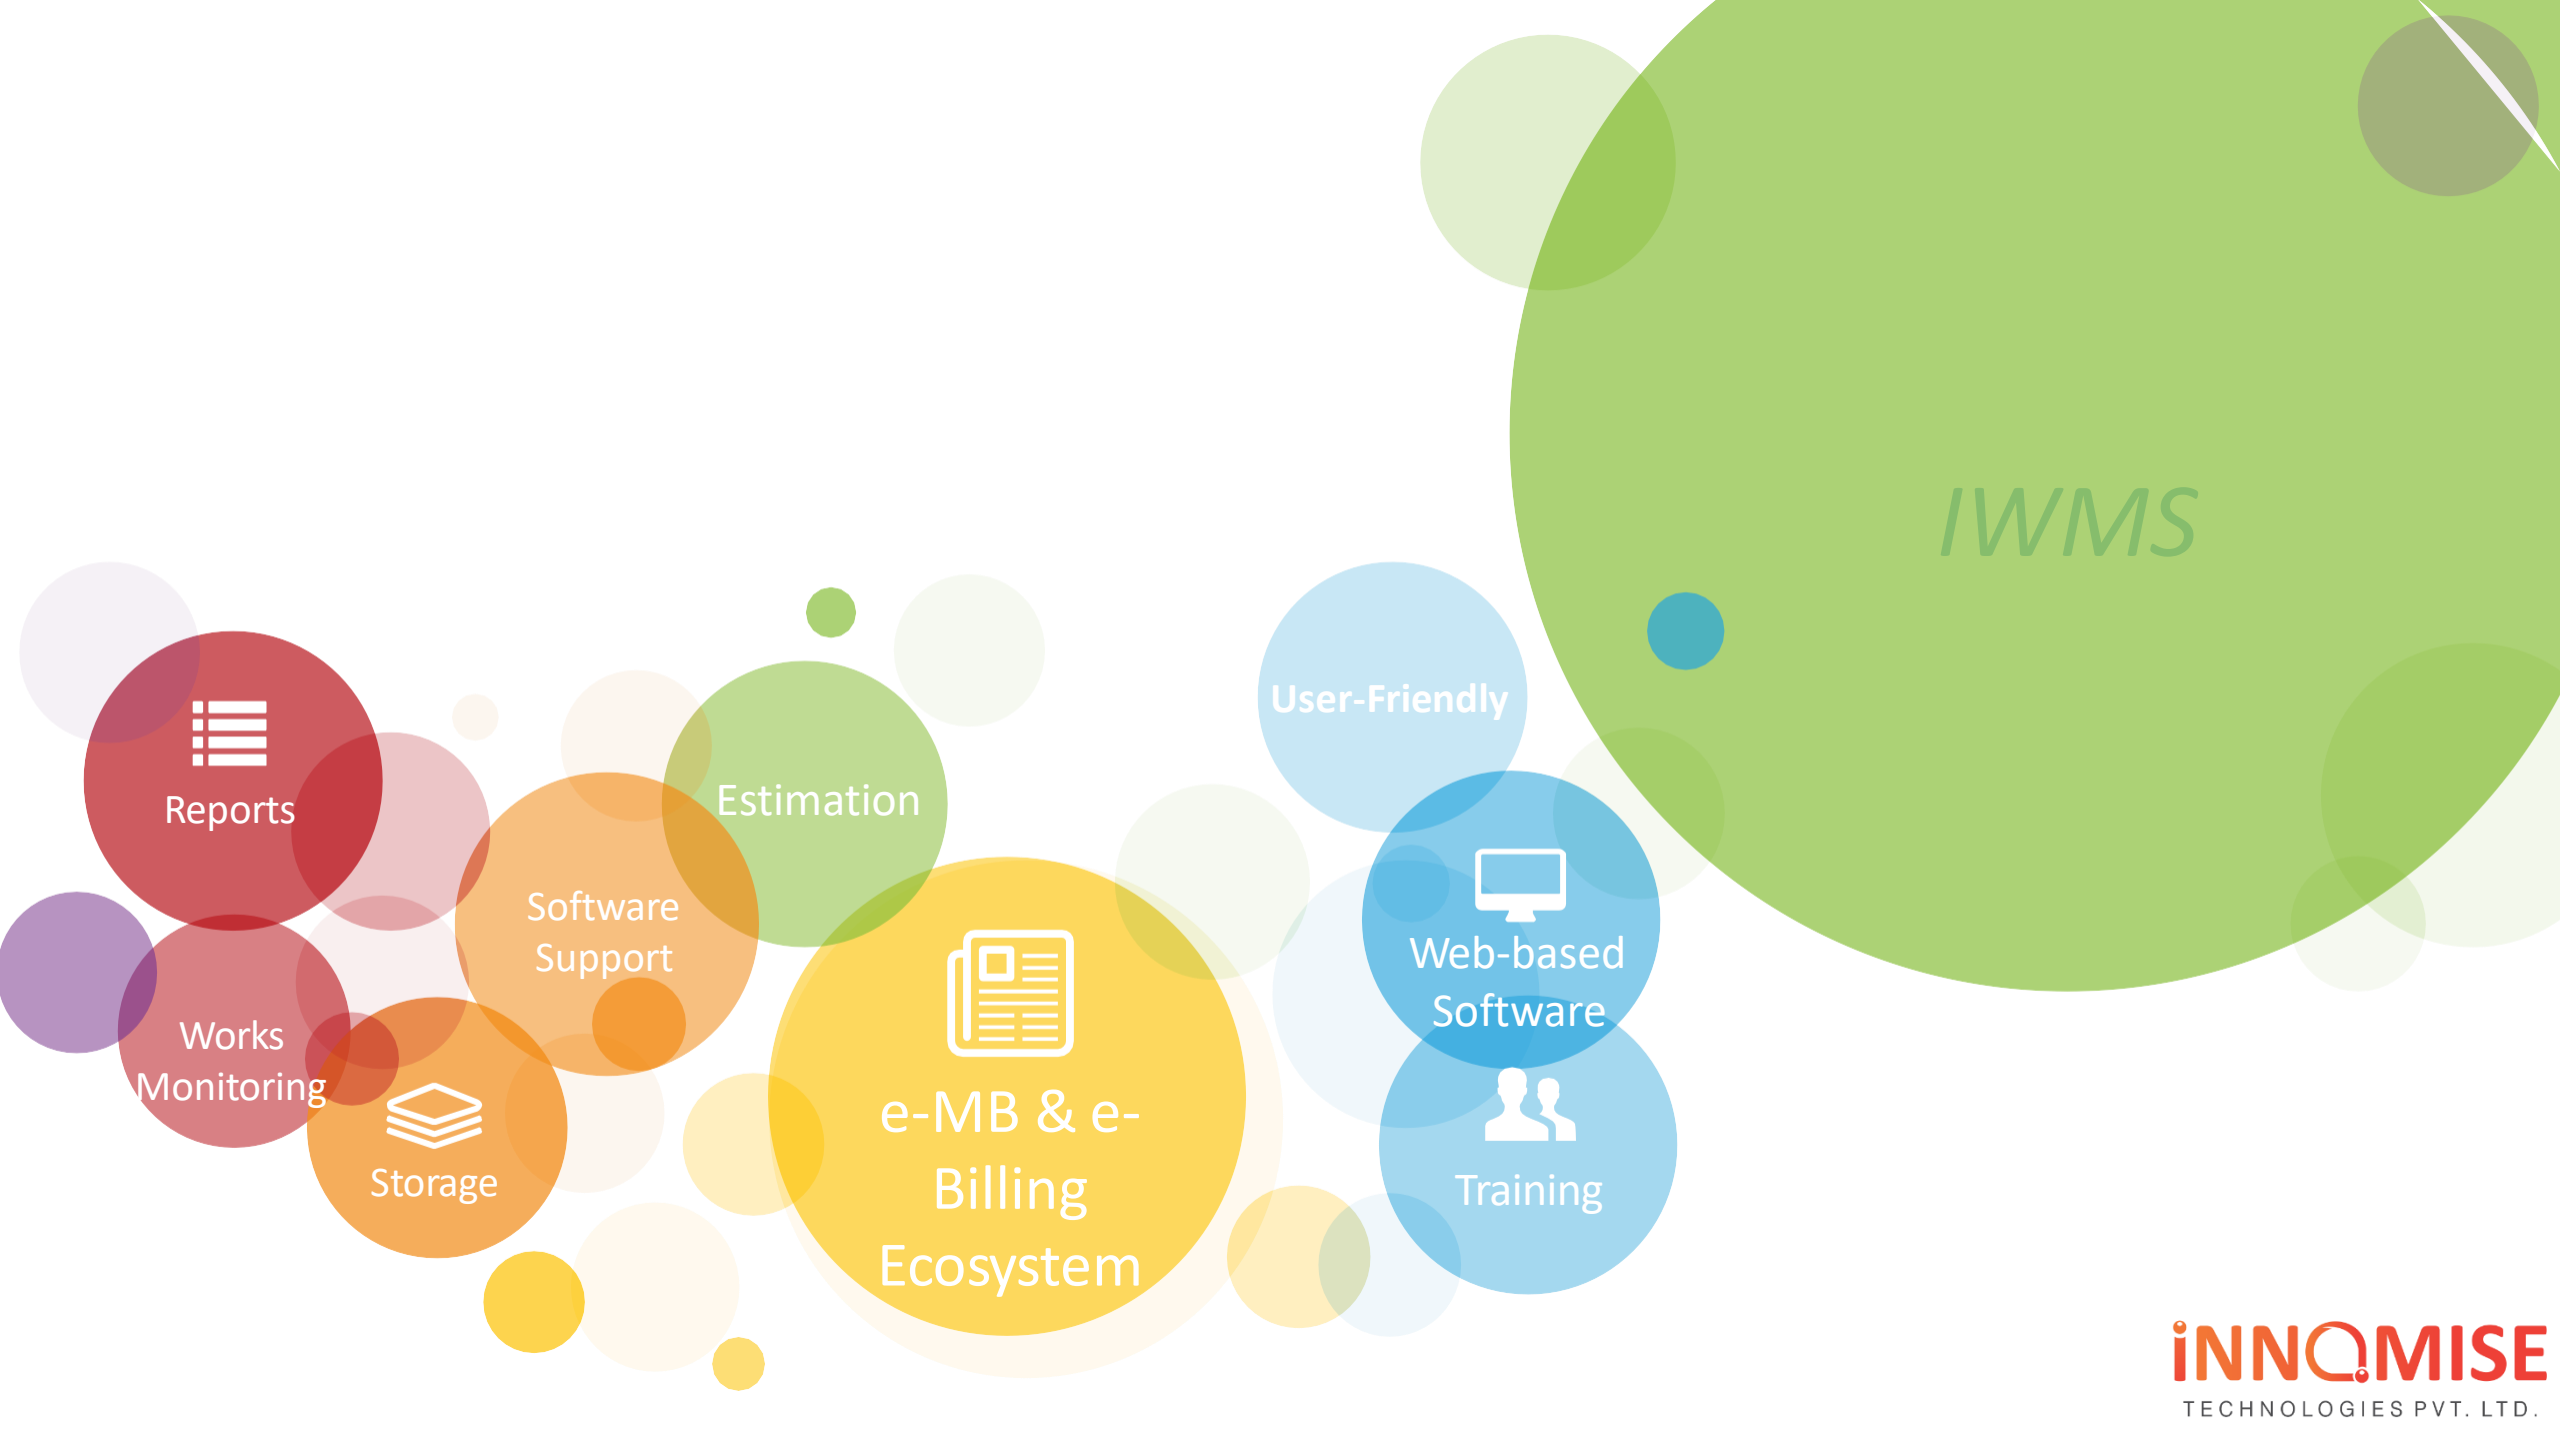 IWMS
User-Friendly
Reports
Estimation
Software
Support
Web-based
Software
Works
Monitoring
Storage
e-MB & e-
Billing
Ecosystem
Training
iNNOMISE
TECHNOLOGIES PVT. LTD.